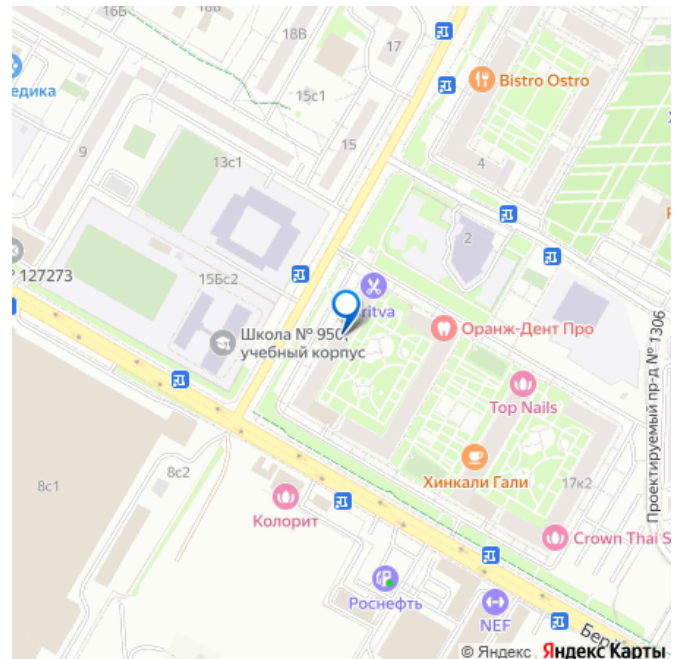 16Б
18Б
18В
17
15с1
едика
Bistro Ostro
9
13с1
15
4
2
127273
15Бс2
ritva
Школа № 950,
учебный корпус
Оранж-Дент Про
Top Nails
Проектируемый пр-д № 1306
8с1
8с2
Хинкали Гали
17к2
Колорит
Crown Thai S
Роснефть
NEF
Бер
© Яндекс Яндекс Карты